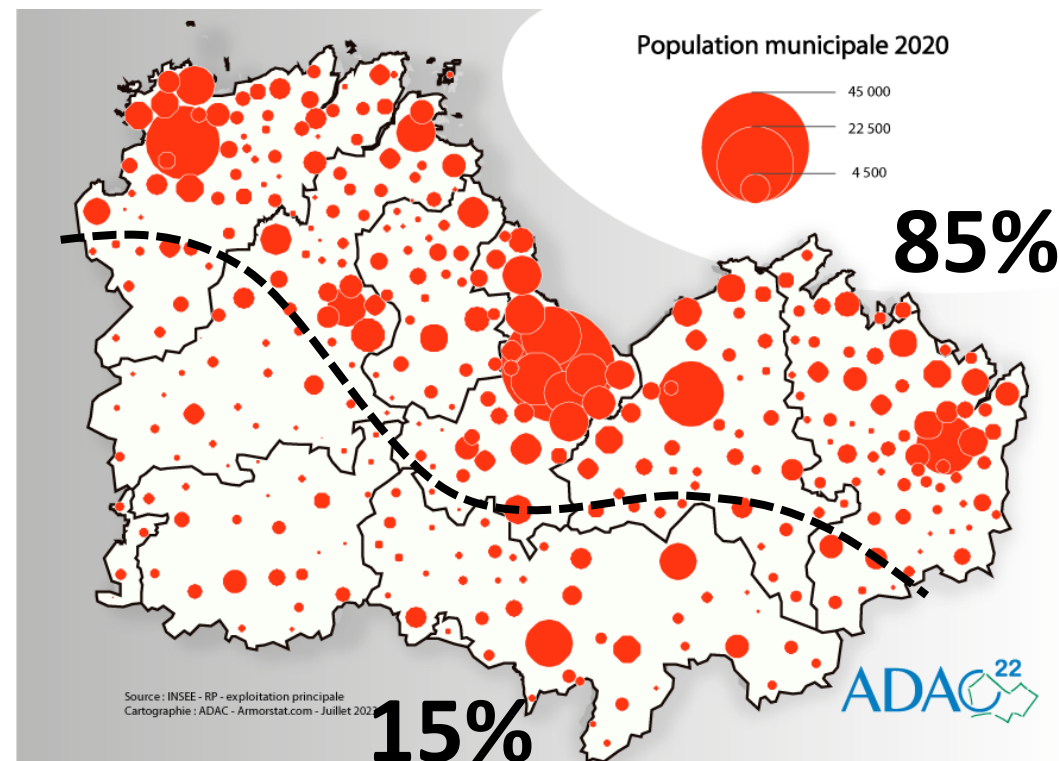 Population municipale 2020
45 000
22 500
4 500
85%
Source : INSEE - RP - exploitation principale
Cartographie : ADAC - Armorstat.com - Juillet 2023
15%
ADAC 22